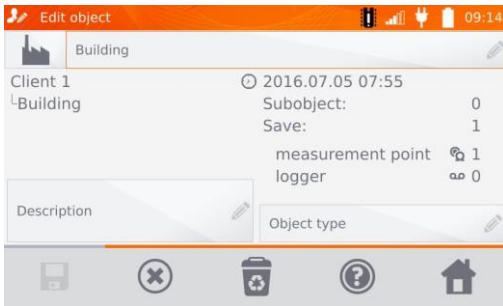 Edit object 09:14
Building
Client 1
Building
2016.07.05 07:55
Subobject: 0
Save: 1
measurement point 1
logger 0
Description
Object type